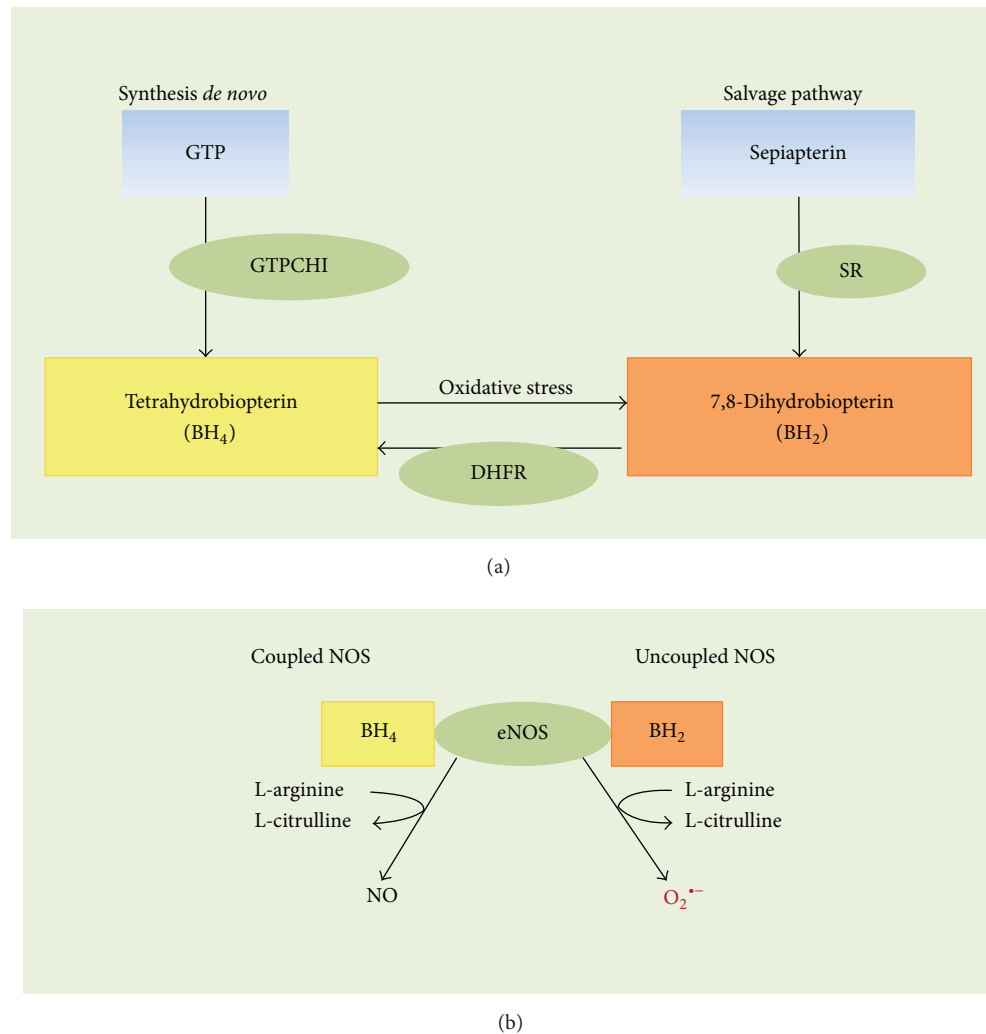 Synthesis de novo
Salvage pathway
GTP
Sepiapterin
GTPCHI
SR
Tetrahydrobiopterin
(BH₄)
Oxidative stress
7,8-Dihydrobiopterin
(BH₂)
DHFR
(a)
Coupled NOS
Uncoupled NOS
BH₄
eNOS
BH₂
L-arginine
L-citrulline
L-arginine
L-citrulline
NO
O₂•−
(b)